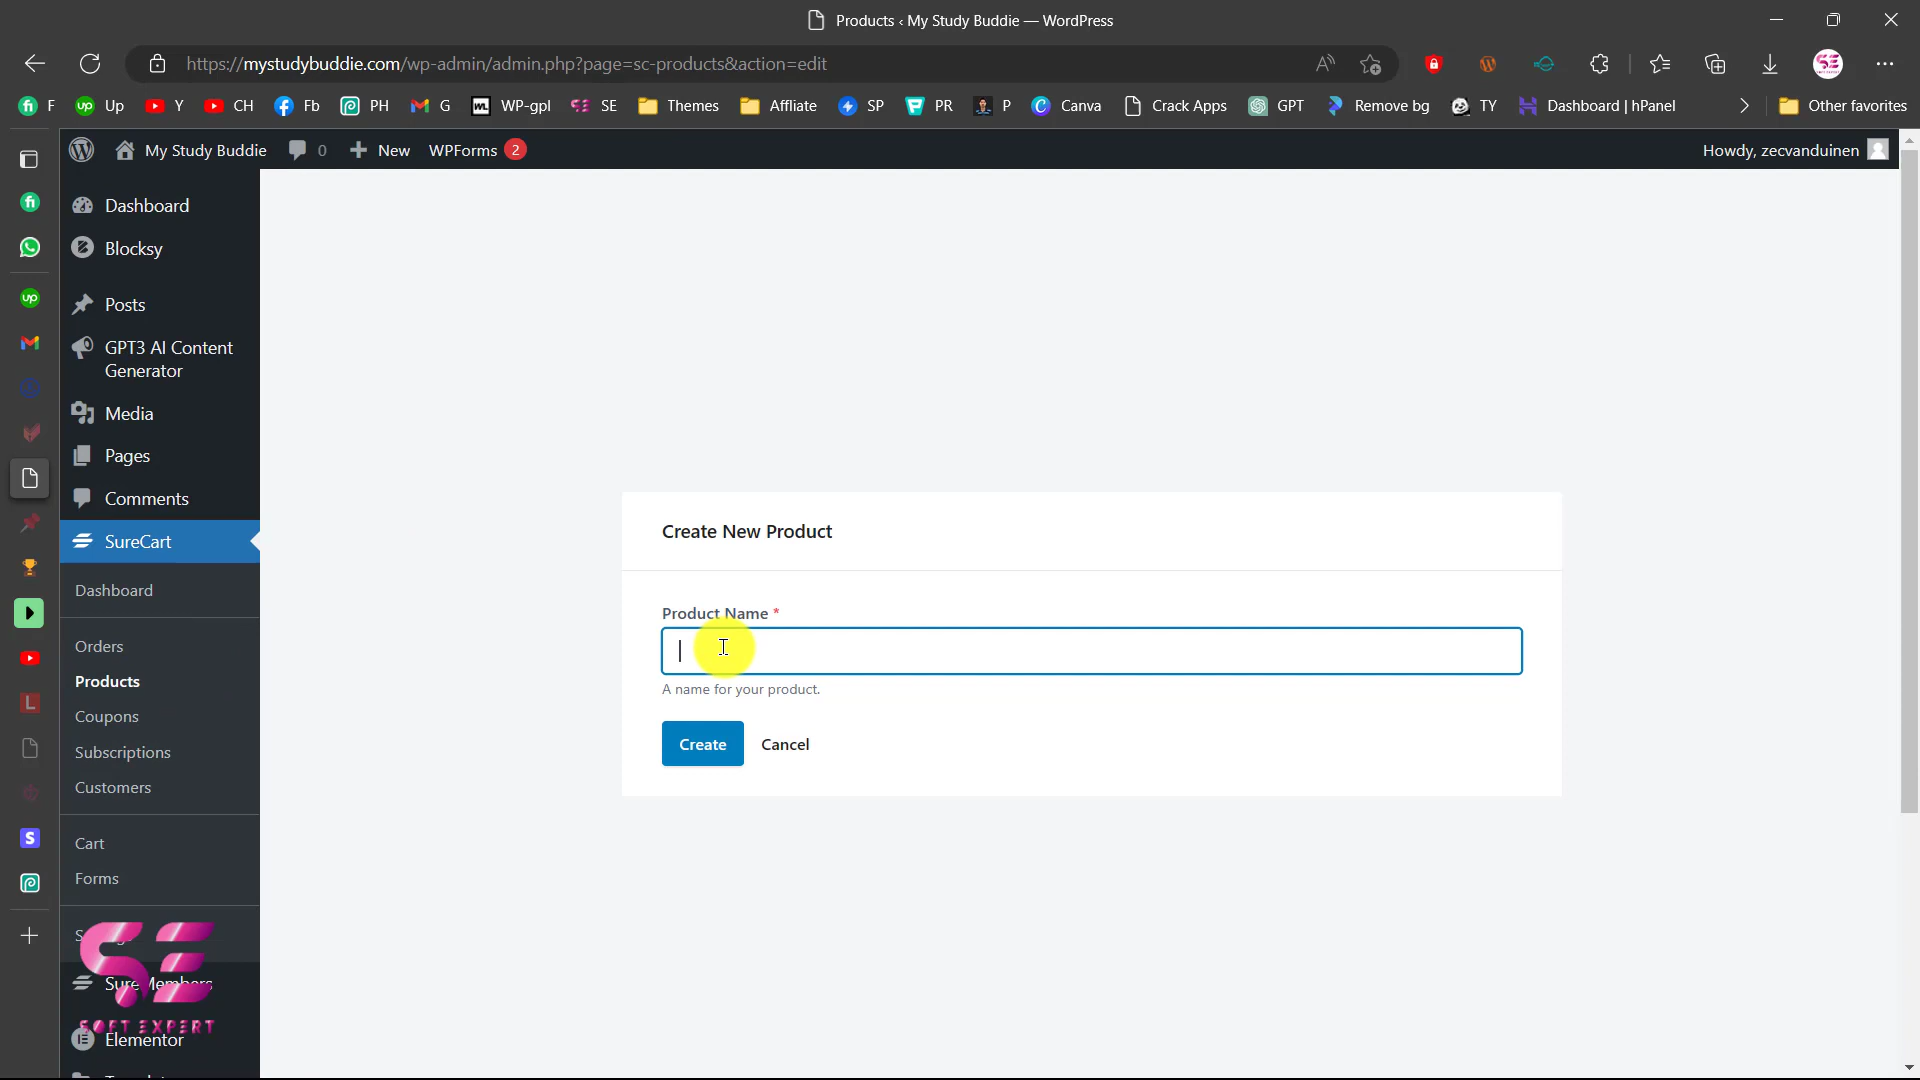 Products ‹ My Study Buddie — WordPress
https://mystudybuddie.com/wp-admin/admin.php?page=sc-products&action=edit
F Up Y CH Fb PH G WP-gpl SE Themes Affliate SP PR P Canva Crack Apps GPT Remove bg TY Dashboard | hPanel Other favorites
My Study Buddie 0 New WPForms 2 Howdy, zecvanduinen
Dashboard
Blocksy
Posts
GPT3 AI Content
Generator
Media
Pages
Comments
SureCart
Dashboard
Orders
Products
Coupons
Subscriptions
Customers
Cart
Forms
SureMembers
SOFT EXPERT
Elementor
Create New Product
Product Name *
A name for your product.
Create Cancel